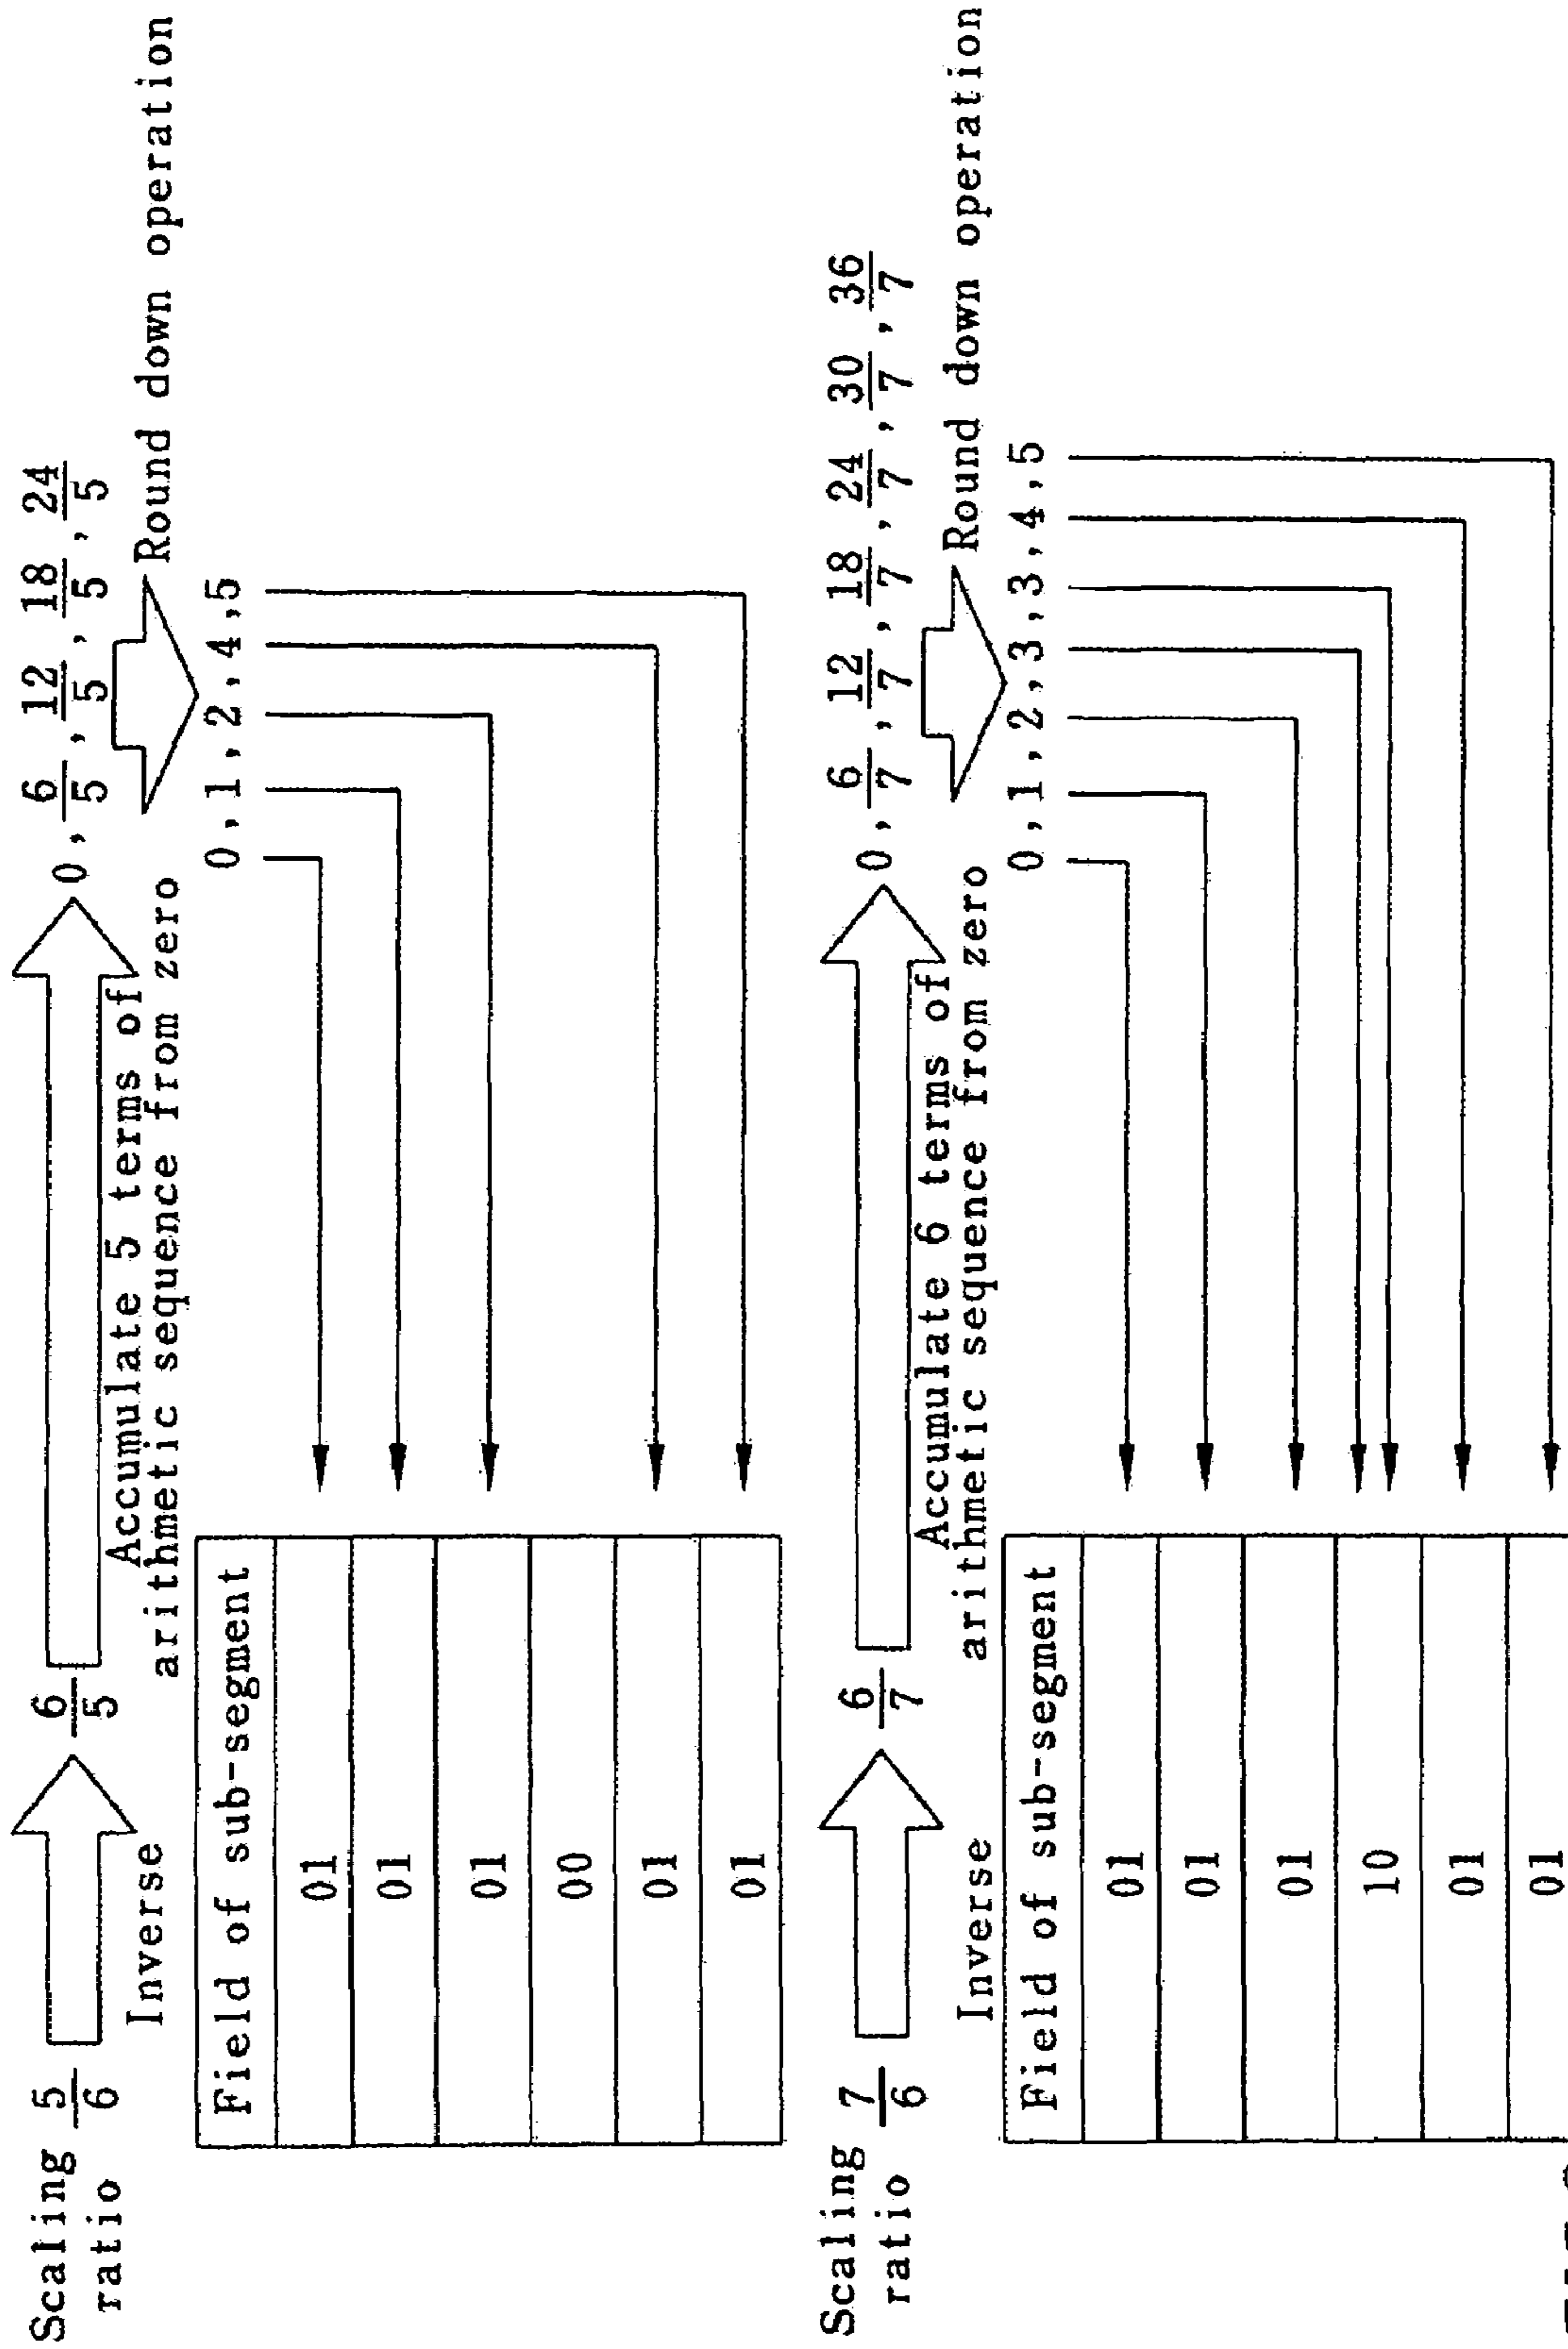 Scaling ratio 5/6
Inverse
6/5
Accumulate 5 terms of
arithmetic sequence from zero
0, 6/5, 12/5, 18/5, 24/5
Round down operation
0,1,2,4,5
Field of sub-segment
01
01
01
00
01
01
Scaling ratio 7/6
Inverse
6/7
Accumulate 6 terms of
arithmetic sequence from zero
0, 6/7, 12/7, 18/7, 24/7, 30/7, 36/7
Round down operation
0,1,2,3,3,4,5
Field of sub-segment
01
01
01
10
01
01